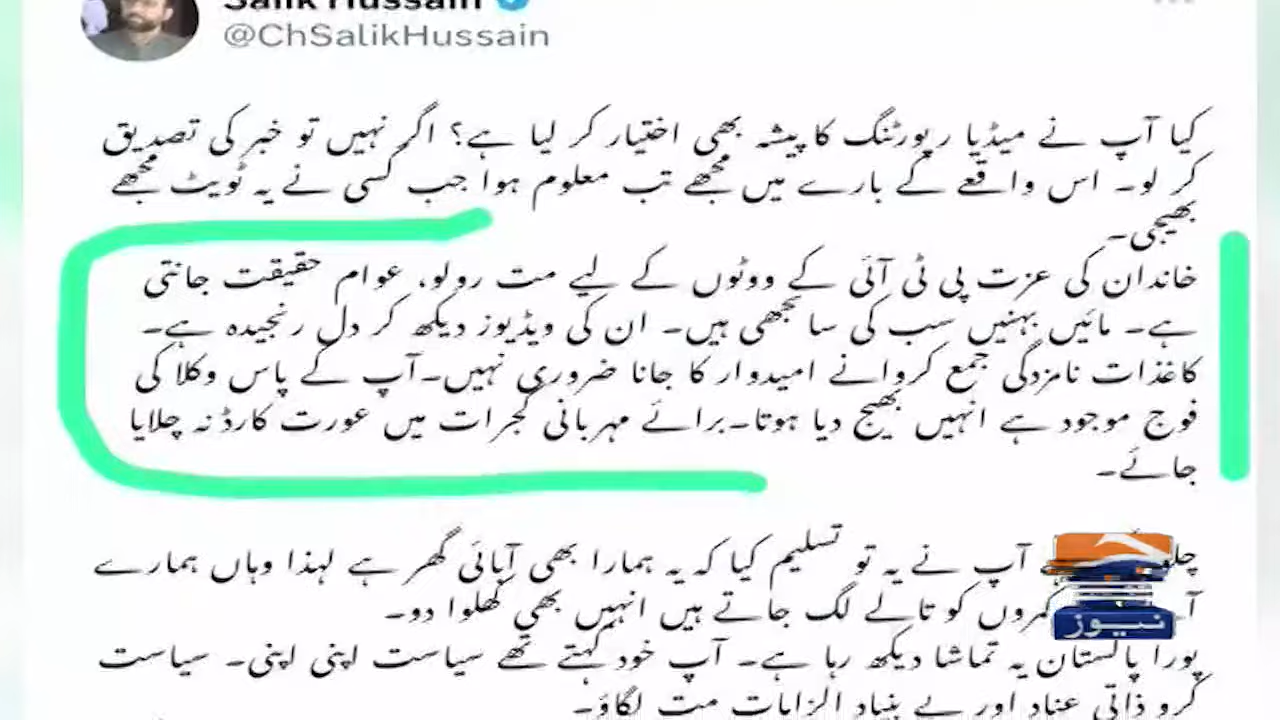 Salik Hussain
@ChSalikHussain
کیا آپ نے میڈیا رپورٹنگ کا پیشہ بھی اختیار کر لیا ہے؟ اگر نہیں تو خبر کی تصدیق
کر لو۔ اس واقعے کے بارے میں مجھے تب معلوم ہوا جب کسی نے یہ ٹویٹ مجھے
بھیجی۔
خاندان کی عزت پی ٹی آئی کے ووٹوں کے لیے مت رولو، عوام حقیقت جانتی
ہے۔ مائیں بہنیں سب کی سانجھی ہیں۔ ان کی ویڈیوز دیکھ کر دل رنجیدہ ہے۔
کاغذات نامزدگی جمع کروانے امیدوار کا جانا ضروری نہیں۔آپ کے پاس وکلا کی
فوج موجود ہے انہیں بھیج دیا ہوتا۔برائے مہربانی گجرات میں عورت کارڈ نہ چلایا
جائے۔
آپ نے یہ تو تسلیم کیا کہ یہ ہمارا بھی آبائی گھر ہے لہذا وہاں ہمارے
کمروں کو تالے لگ جاتے ہیں انہیں بھی کھلوا دو۔
پورا پاکستان یہ تماشا دیکھ رہا ہے۔ آپ خود کہتے تھے سیاست اپنی اپنی۔ سیاست
کرو ذاتی عناد اور بے بنیاد الزامات مت لگاؤ۔
نیوز